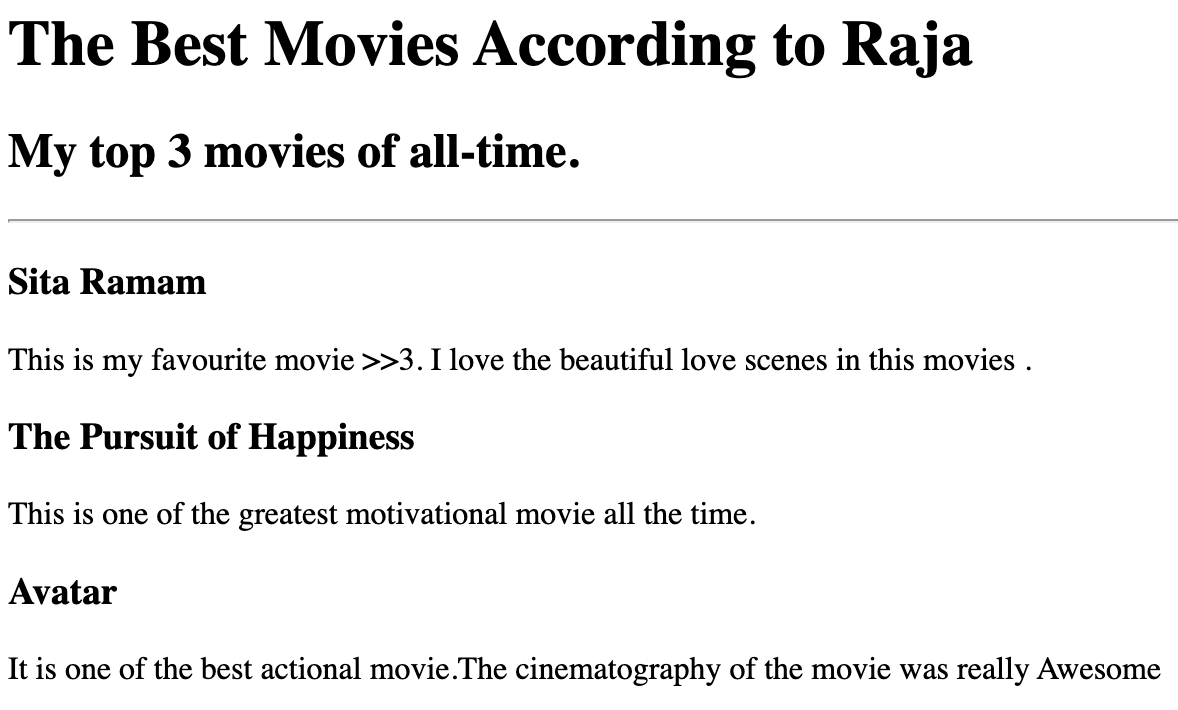 The Best Movies According to Raja
My top 3 movies of all-time.
Sita Ramam
This is my favourite movie >>3. I love the beautiful love scenes in this movies .
The Pursuit of Happiness
This is one of the greatest motivational movie all the time.
Avatar
It is one of the best actional movie.The cinematography of the movie was really Awesome